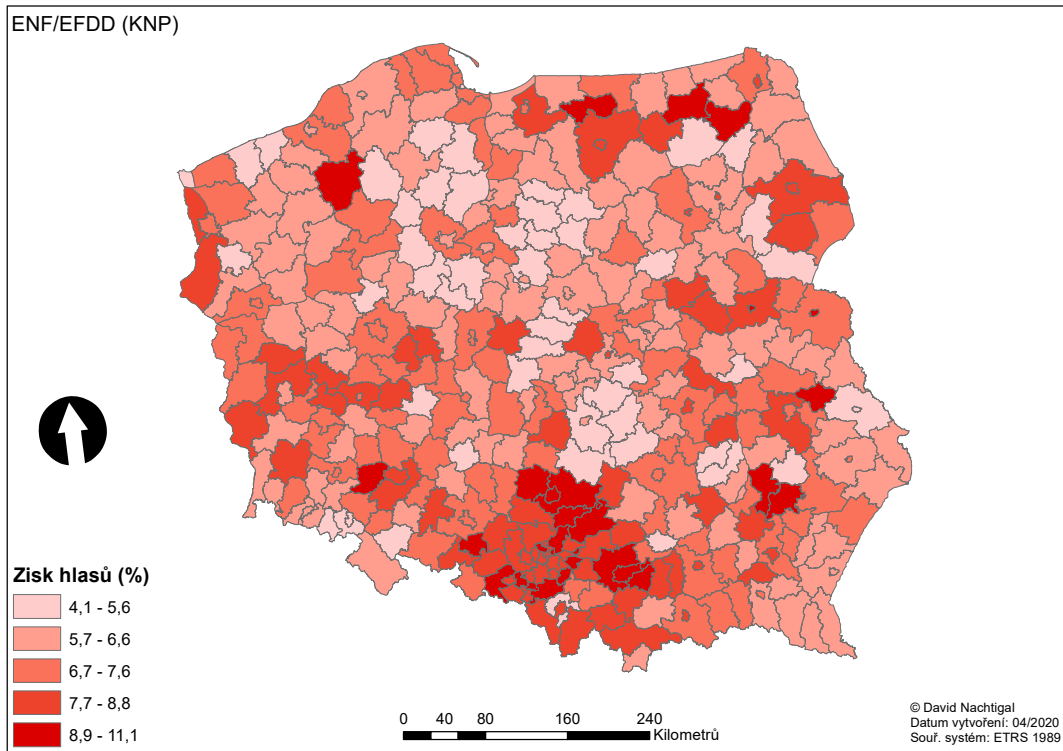 ENF/EFDD (KNP)
Zisk hlasů (%)
4,1 - 5,6
5,7 - 6,6
6,7 - 7,6
7,7 - 8,8
8,9 - 11,1
0 40 80 160 240
Kilometrů
© David Nachtigal
Datum vytvoření: 04/2020
Souř. systém: ETRS 1989